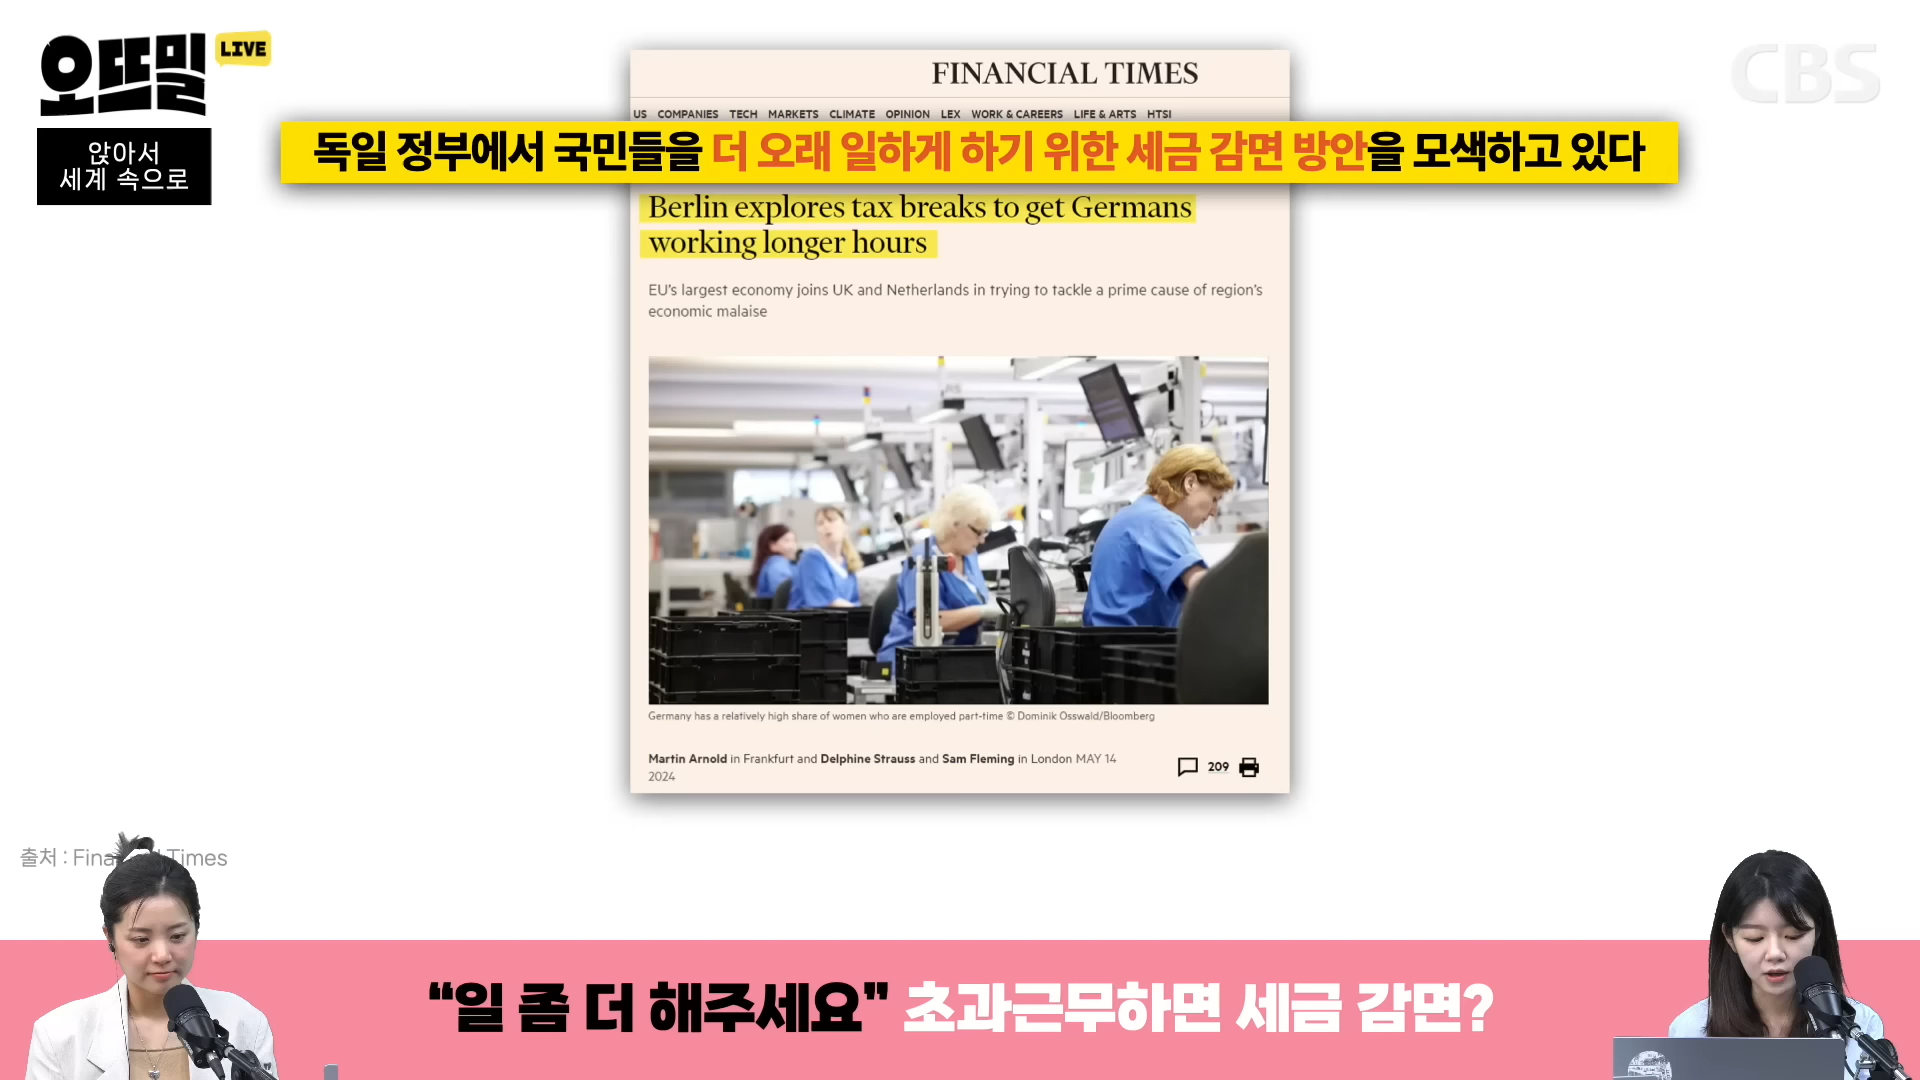 오뜨밀
LIVE
앉아서
세계 속으로
CBS
FINANCIAL TIMES
US COMPANIES TECH MARKETS CLIMATE OPINION LEX WORK & CAREERS LIFE & ARTS HTSI
독일 정부에서 국민들을 더 오래 일하게 하기 위한 세금 감면 방안을 모색하고 있다
Berlin explores tax breaks to get Germans
working longer hours
EU's largest economy joins UK and Netherlands in trying to tackle a prime cause of region's
economic malaise
Germany has a relatively high share of women who are employed part-time © Dominik Osswald/Bloomberg
Martin Arnold in Frankfurt and Delphine Strauss and Sam Fleming in London MAY 14
2024
209
출처 : Times
“일 좀 더 해주세요” 초과근무하면 세금 감면?